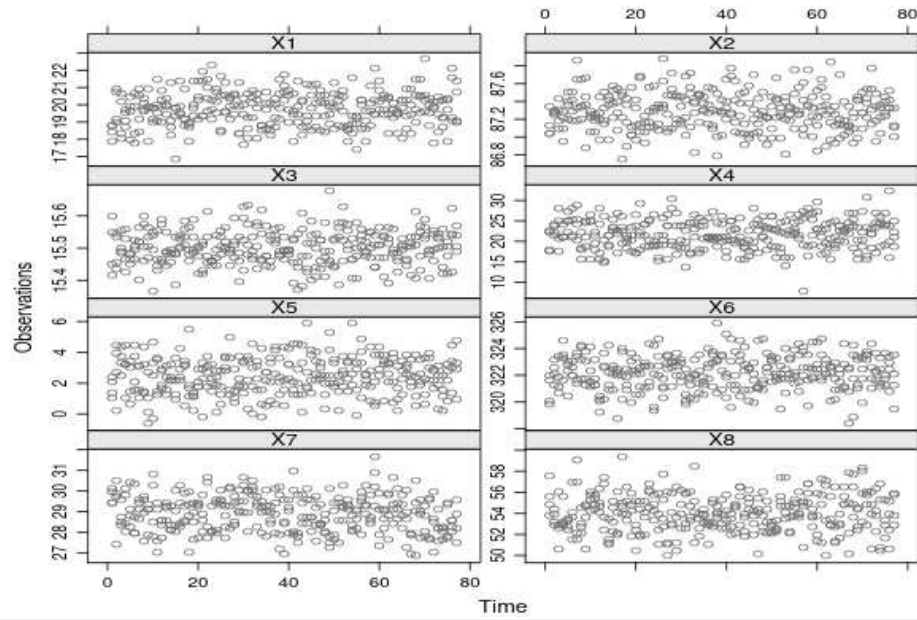 0 20 40 60 80
X1 X2
17 18 19 20 21 22
86.8 87.2 87.6
X3 X4
15.4 15.5 15.6
10 15 20 25 30
Observations
X5 X6
0 2 4 6
320 322 324 326
X7 X8
27 28 29 30 31
50 52 54 56 58
0 20 40 60 80
Time